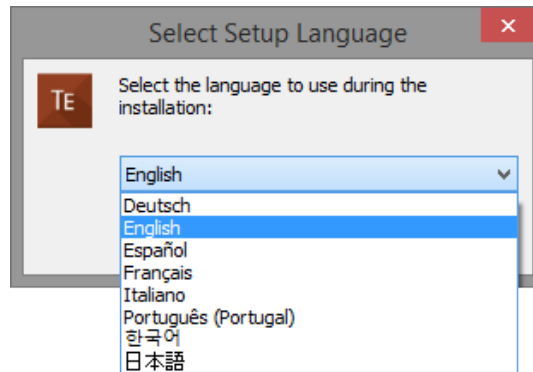 Select Setup Language
TE
Select the language to use during the
installation:
English
Deutsch
English
Español
Français
Italiano
Português (Portugal)
한국어
日本語